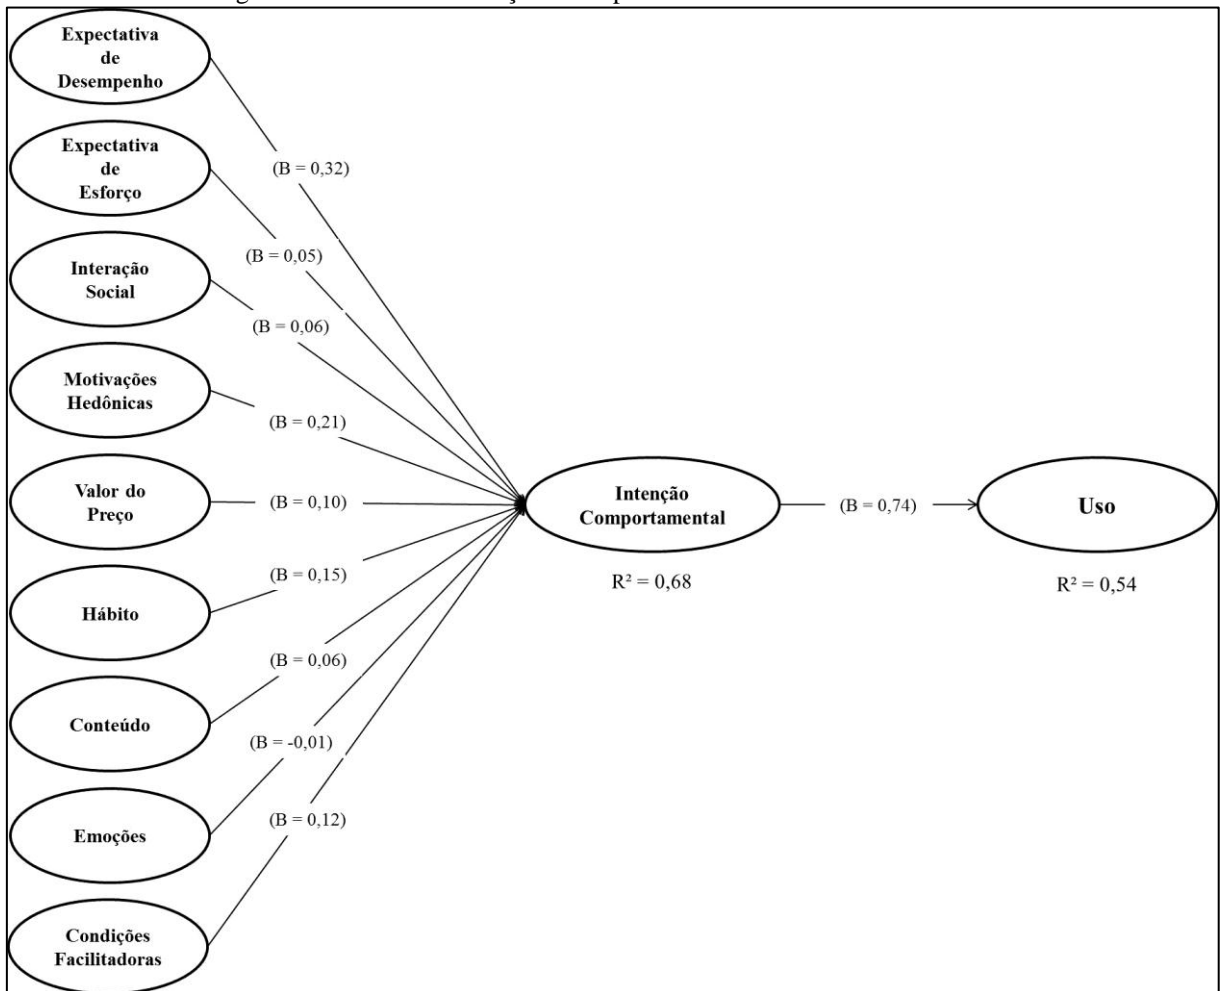 Expectativa
de
Desempenho
(B = 0,32)
Expectativa
de
Esforço
(B = 0,05)
Interação
Social
(B = 0,06)
Motivações
Hedônicas
(B = 0,21)
Valor do
Preço
(B = 0,10)
Hábito
(B = 0,15)
Conteúdo
(B = 0,06)
Emoções
(B = -0,01)
Condições
Facilitadoras
(B = 0,12)
Intenção
Comportamental
R² = 0,68
(B = 0,74)
Uso
R² = 0,54